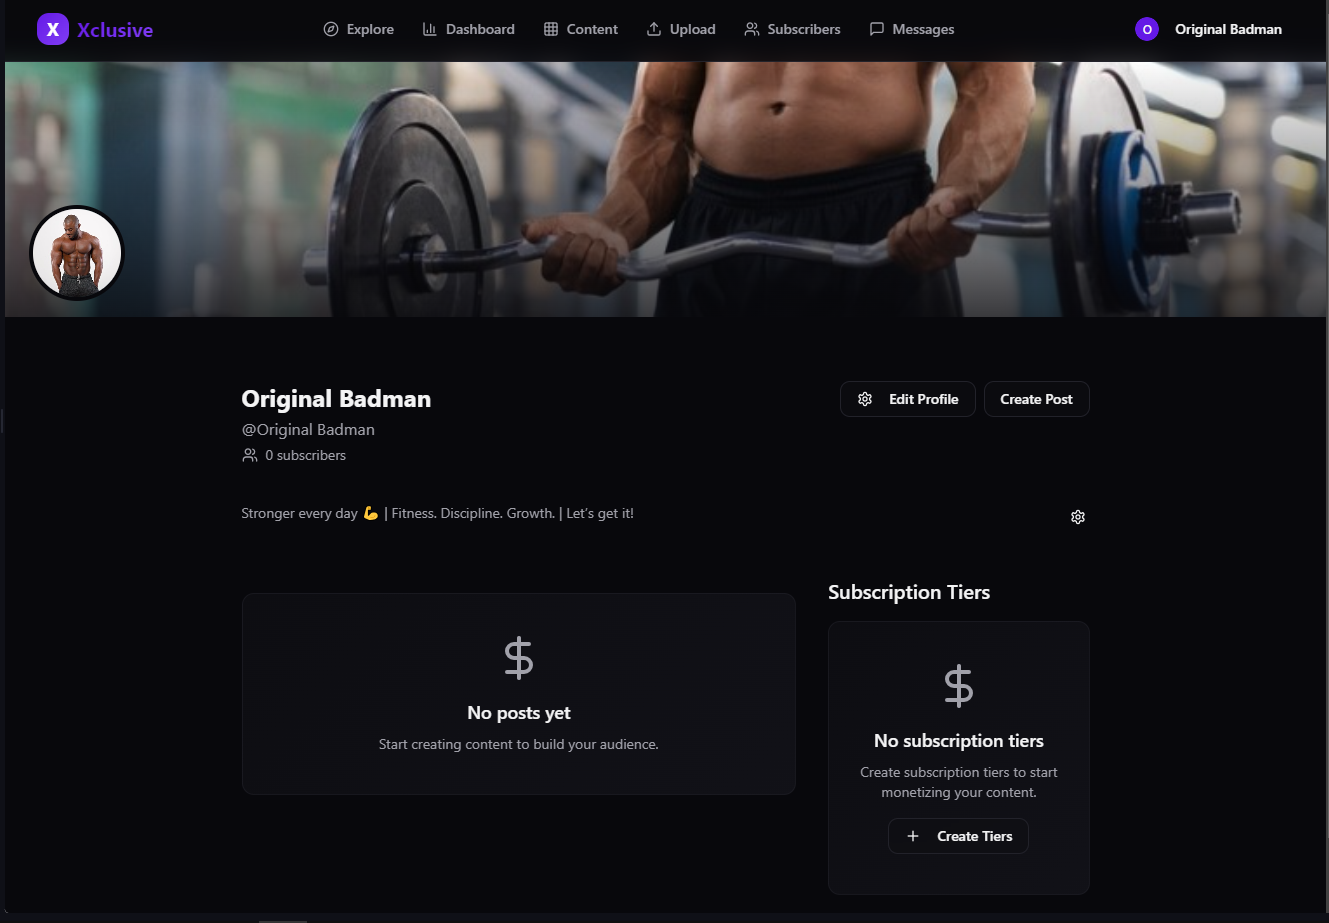 X Xclusive
Explore Dashboard Content Upload Subscribers Messages
O Original Badman
Original Badman
Edit Profile Create Post
@Original Badman
0 subscribers
Stronger every day 💪 | Fitness. Discipline. Growth. | Let’s get it!
No posts yet
Start creating content to build your audience.
Subscription Tiers
No subscription tiers
Create subscription tiers to start
monetizing your content.
+ Create Tiers